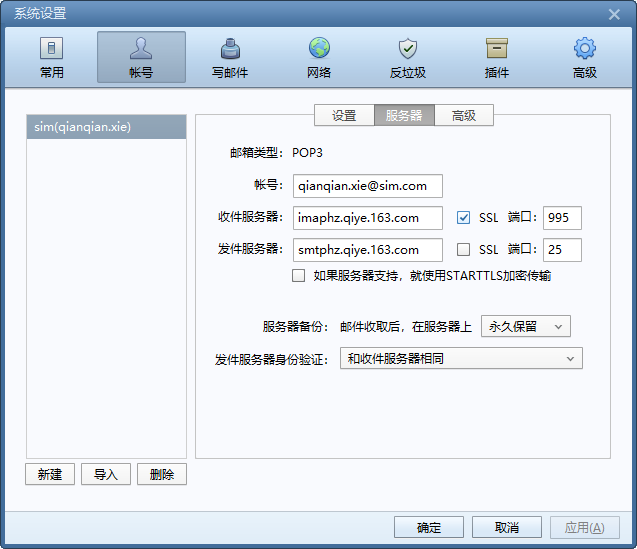 系统设置
常用 帐号 写邮件 网络 反垃圾 插件 高级
sim(qianqian.xie)
设置 服务器 高级
邮箱类型： POP3
帐号： qianqian.xie@sim.com
收件服务器： imaphz.qiye.163.com SSL 端口： 995
发件服务器： smtphz.qiye.163.com SSL 端口： 25
如果服务器支持，就使用STARTTLS加密传输
服务器备份： 邮件收取后，在服务器上 永久保留
发件服务器身份验证： 和收件服务器相同
新建 导入 删除
确定 取消 应用(A)